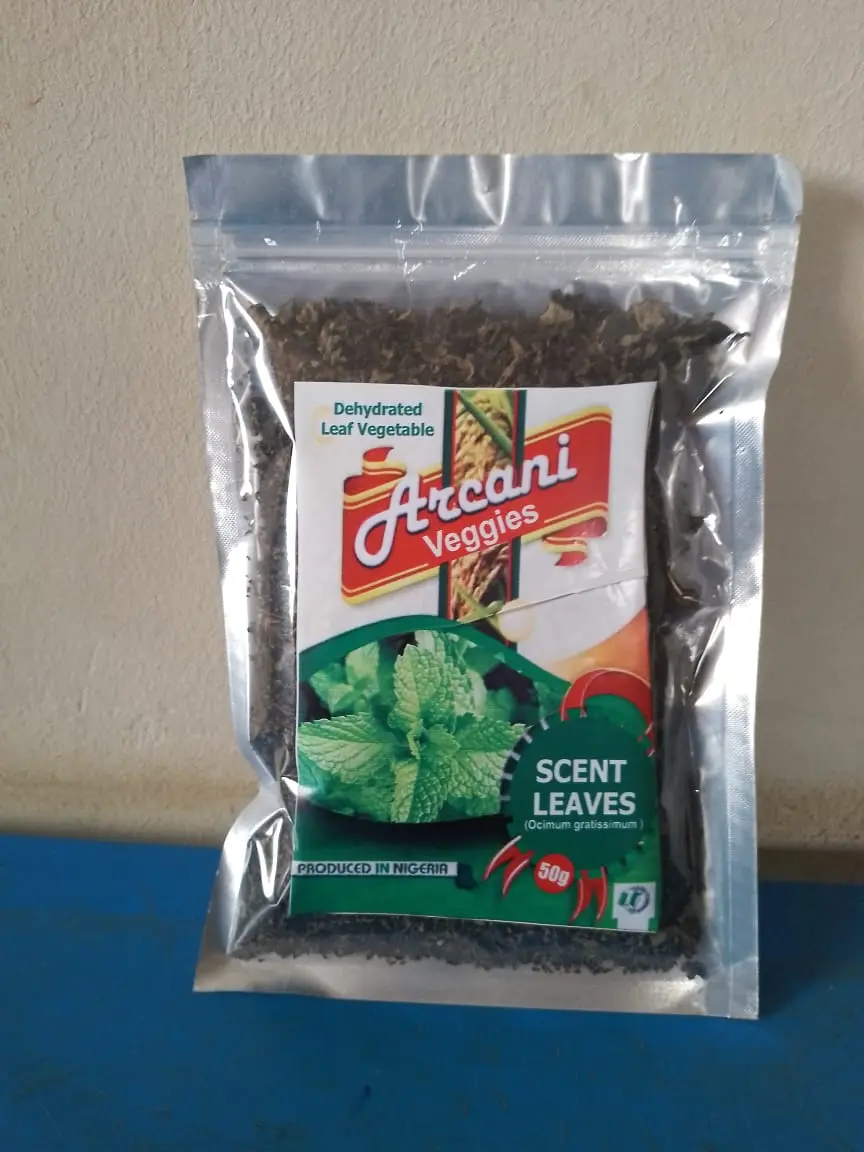 Dehydrated
Leaf Vegetable
Arcani
Veggies
SCENT
LEAVES
(Ocimum gratissimum)
PRODUCED IN NIGERIA
50g